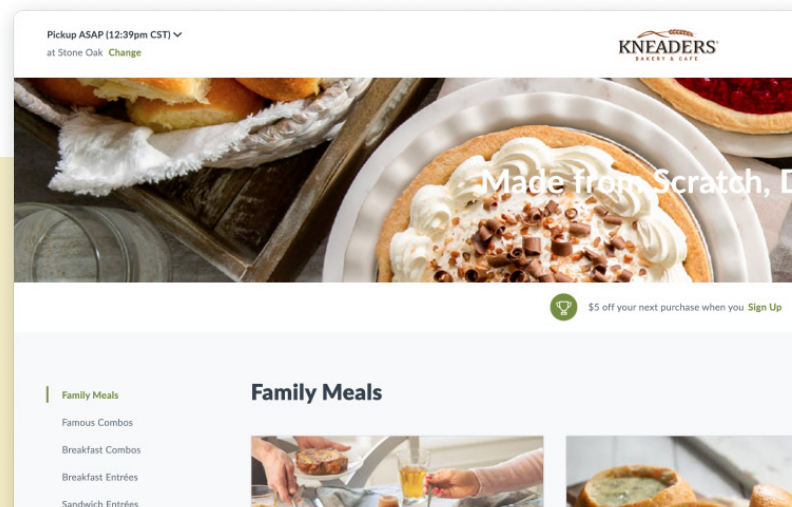 Pickup ASAP (12:39pm CST)
at Stone Oak Change
KNEADERS
BAKERY & CAFE
Made from Scratch, D
$5 off your next purchase when you Sign Up
Family Meals
Family Meals
Famous Combos
Breakfast Combos
Breakfast Entrées
Sandwich Entrées